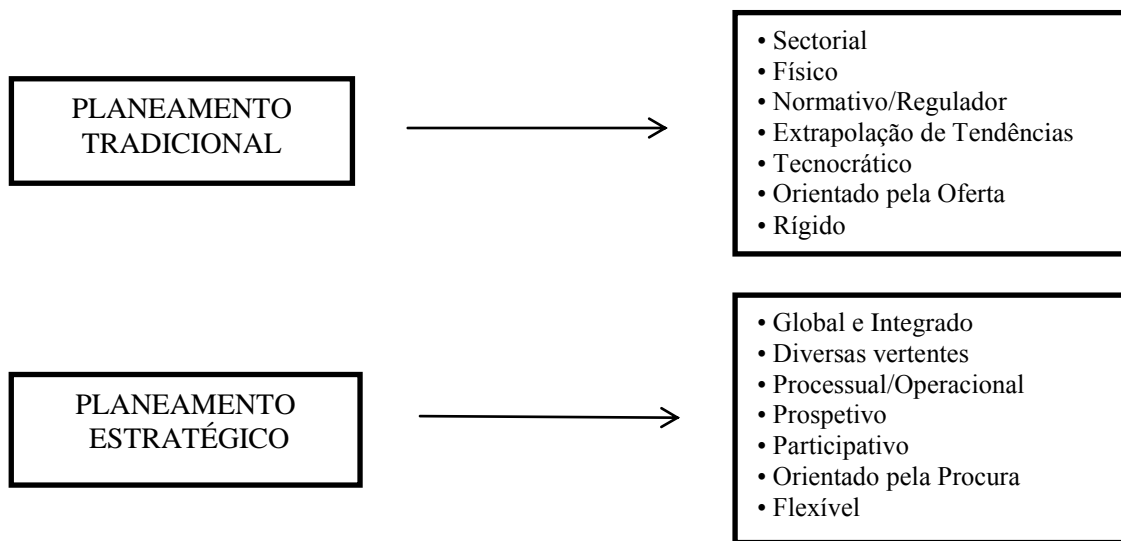 PLANEAMENTO
TRADICIONAL
• Sectorial
• Físico
• Normativo/Regulador
• Extrapolação de Tendências
• Tecnocrático
• Orientado pela Oferta
• Rígido
PLANEAMENTO
ESTRATÉGICO
• Global e Integrado
• Diversas vertentes
• Processual/Operacional
• Prospetivo
• Participativo
• Orientado pela Procura
• Flexível